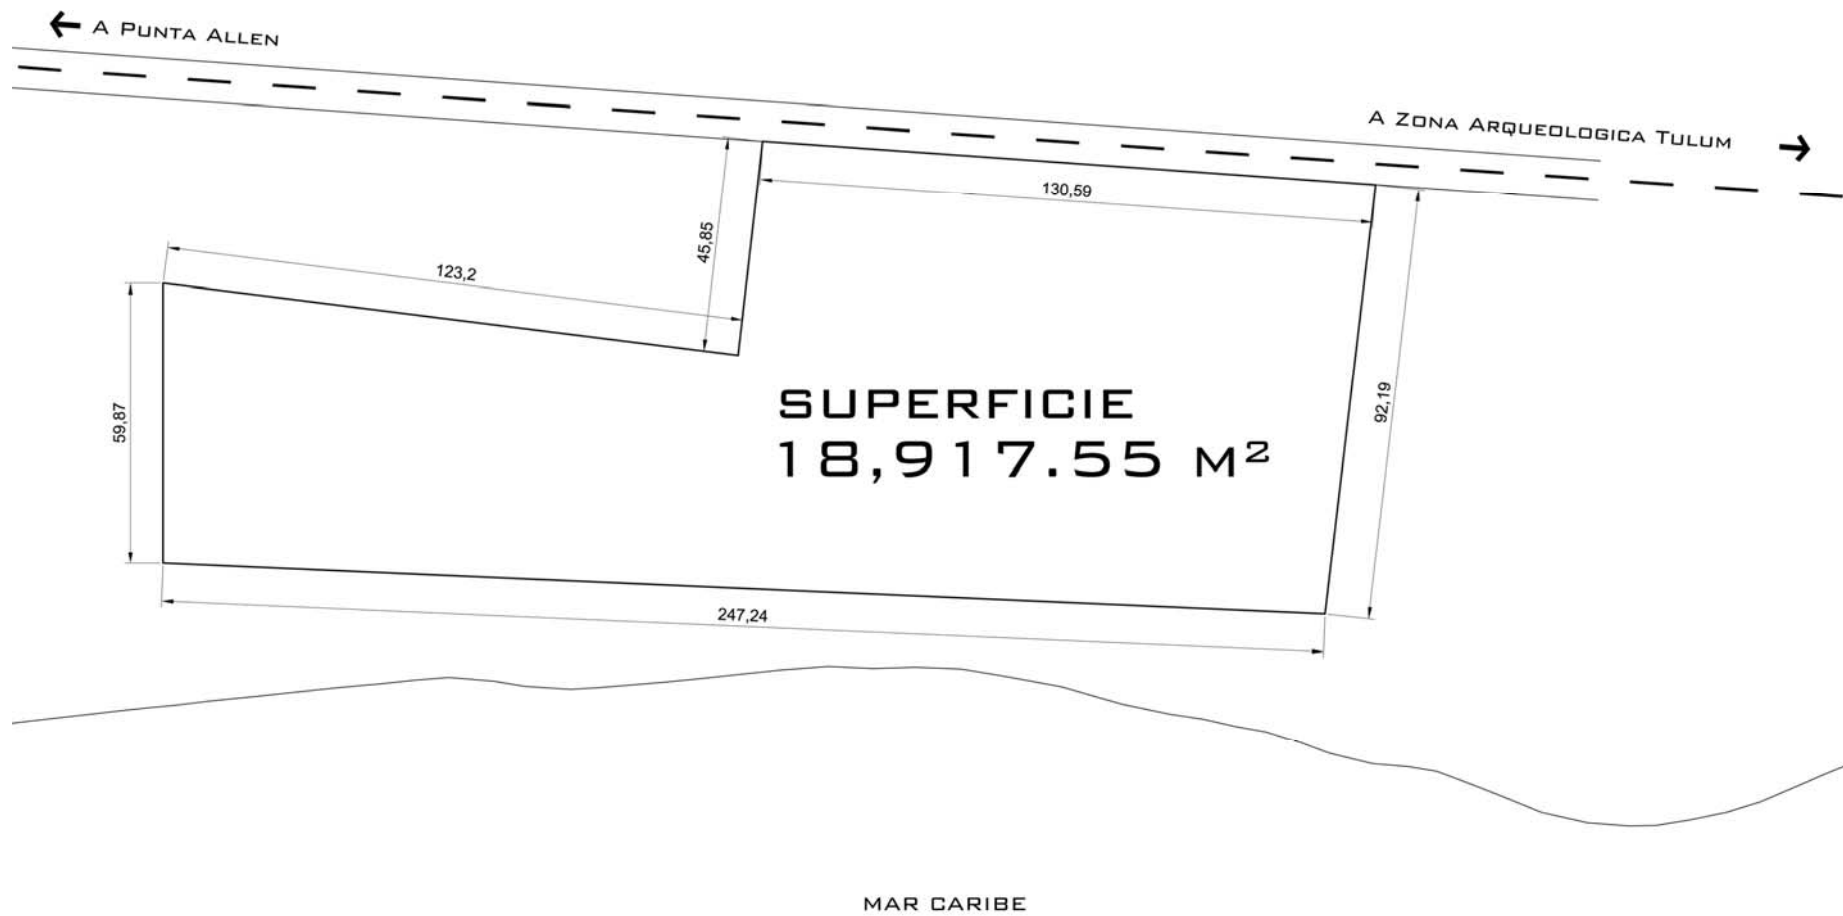 A Punta Allen
A Zona Arqueologica Tulum
130,59
45,85
123,2
59,87
92,19
SUPERFICIE
18,917.55 M²
247,24
MAR CARIBE